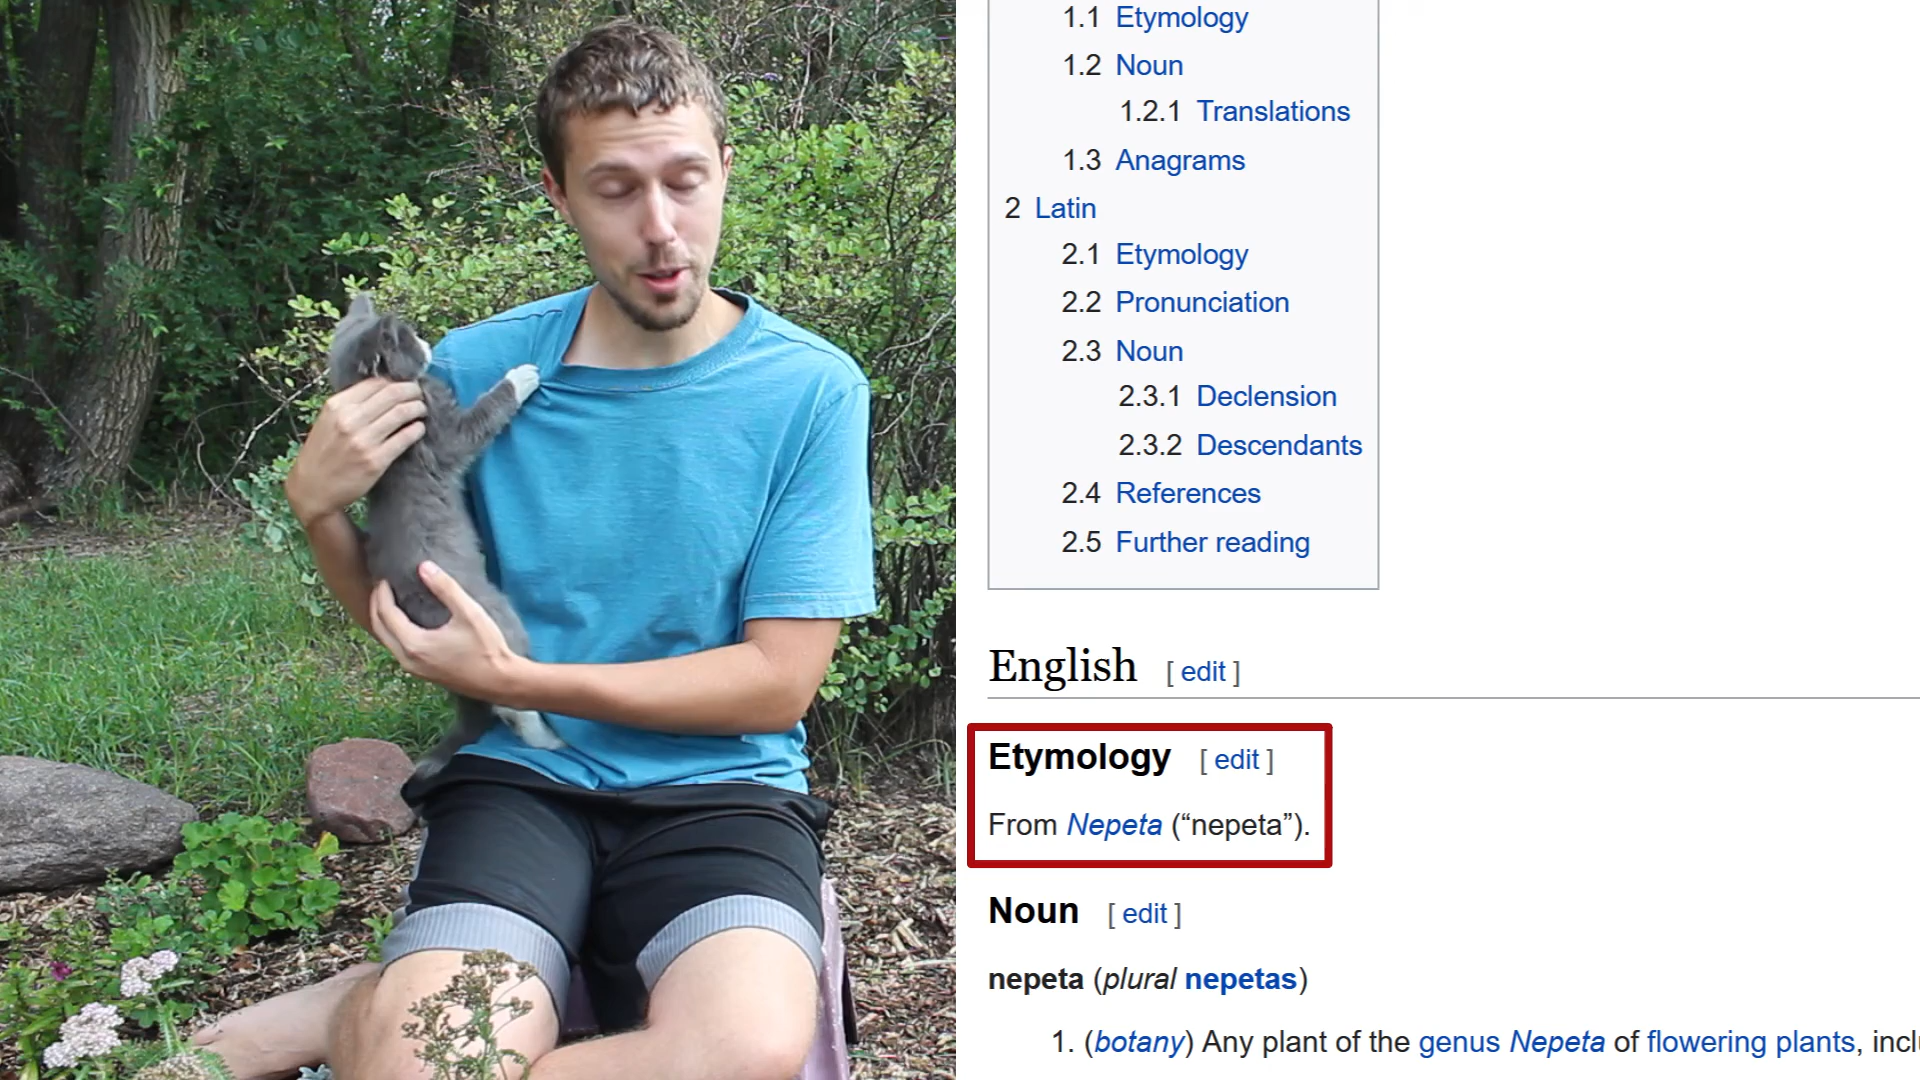 1.1 Etymology
1.2 Noun
1.2.1 Translations
1.3 Anagrams
2 Latin
2.1 Etymology
2.2 Pronunciation
2.3 Noun
2.3.1 Declension
2.3.2 Descendants
2.4 References
2.5 Further reading
English [ edit ]
Etymology [ edit ]
From Nepeta (“nepeta”).
Noun [ edit ]
nepeta (plural nepetas)
1. (botany) Any plant of the genus Nepeta of flowering plants,